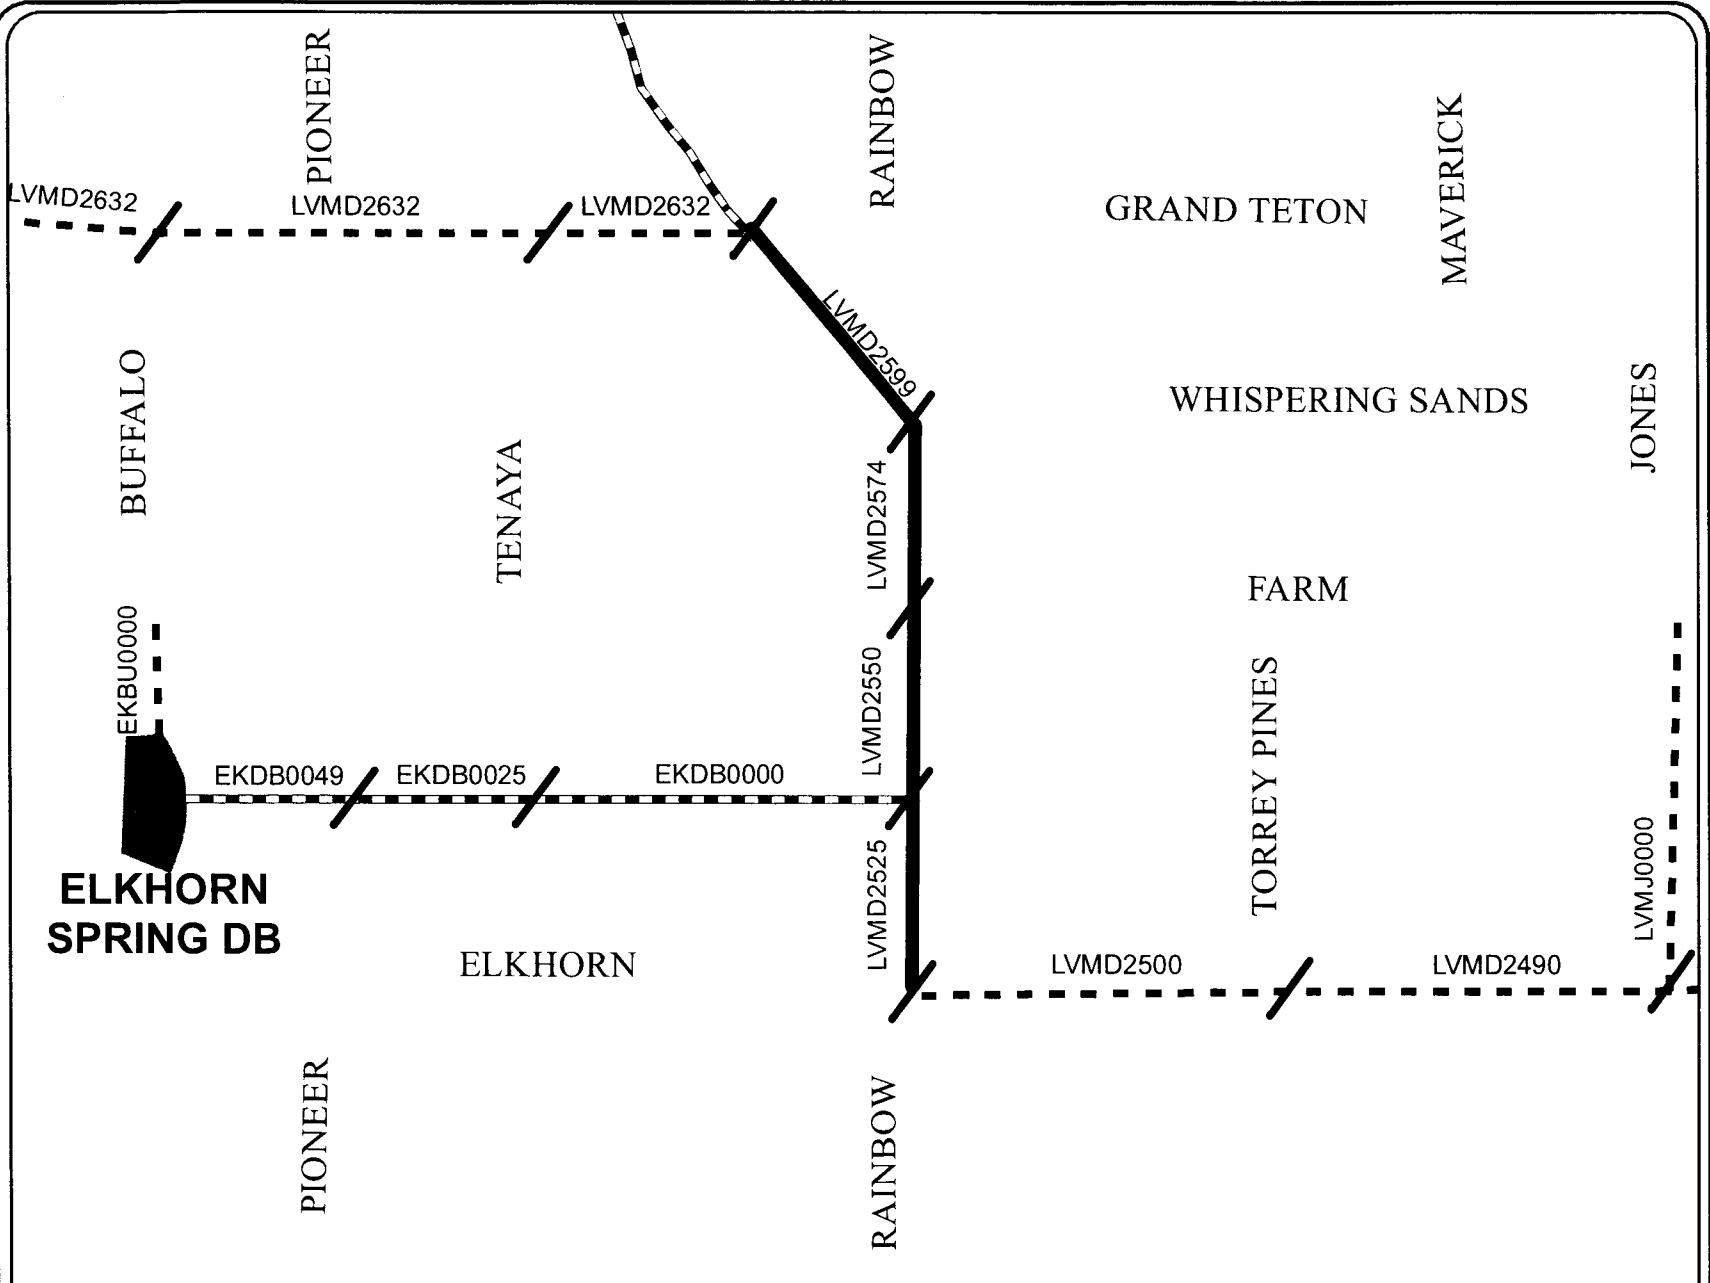 PIONEER
RAINBOW
MAVERICK
LVMD2632
LVMD2632
LVMD2632
GRAND TETON
LVMD2599
BUFFALO
TENAYA
WHISPERING SANDS
JONES
LVMD2574
FARM
EKBU0000
LVMD2550
TORREY PINES
EKDB0049
EKDB0025
EKDB0000
LVMJ0000
ELKHORN
SPRING DB
LVMD2525
ELKHORN
LVMD2500
LVMD2490
PIONEER
RAINBOW